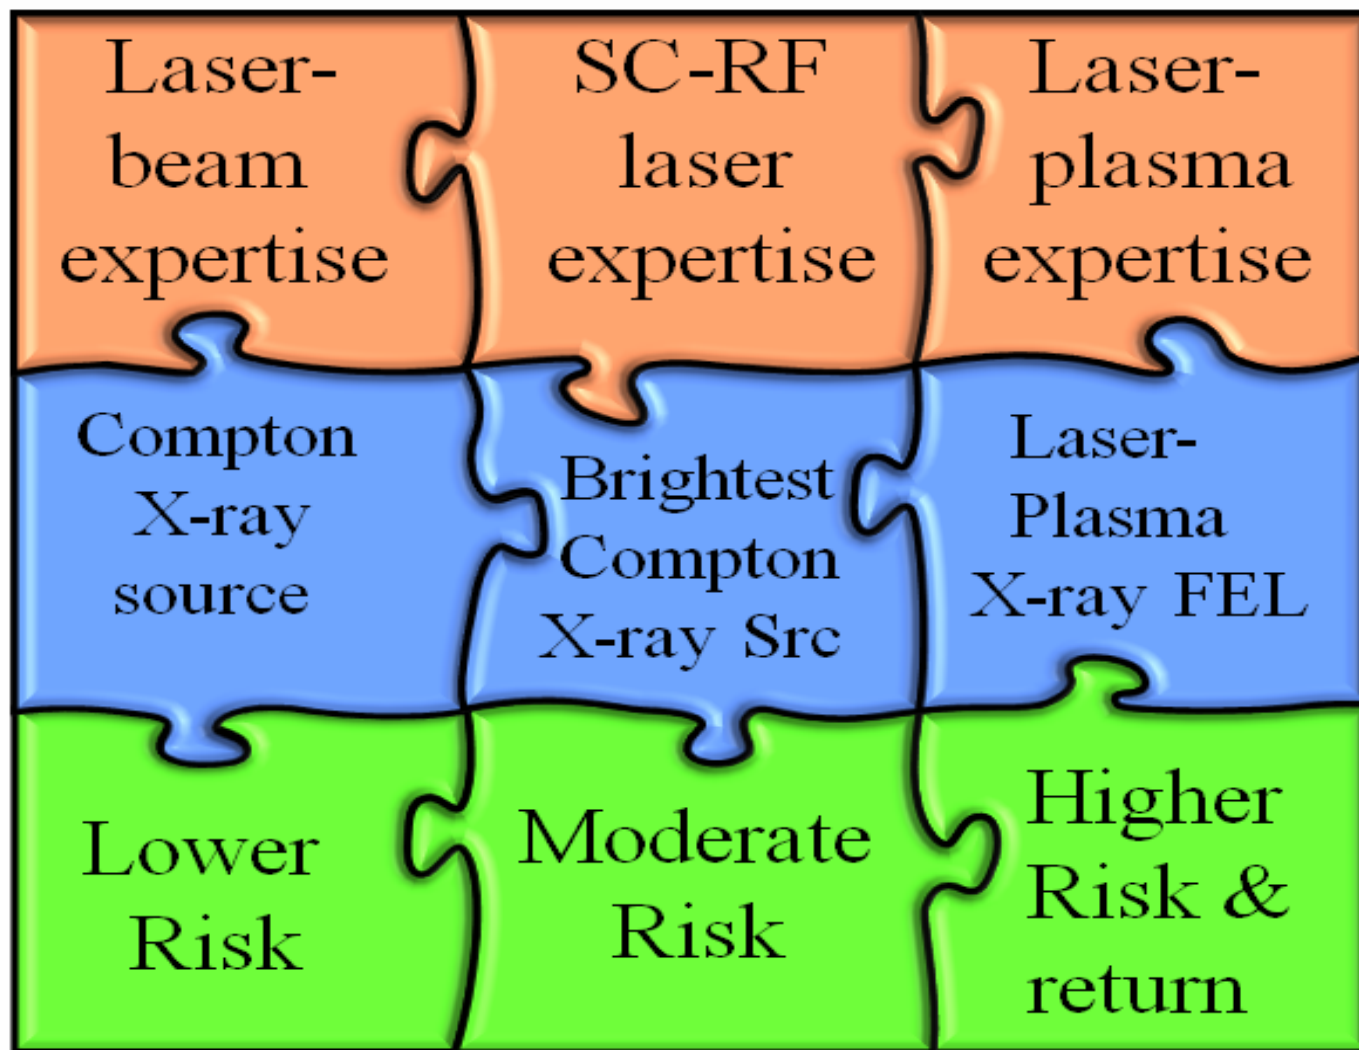 Laser-
beam
expertise
SC-RF
laser
expertise
Laser-
plasma
expertise
Compton
X-ray
source
Brightest
Compton
X-ray Src
Laser-
Plasma
X-ray FEL
Lower
Risk
Moderate
Risk
Higher
Risk &
return